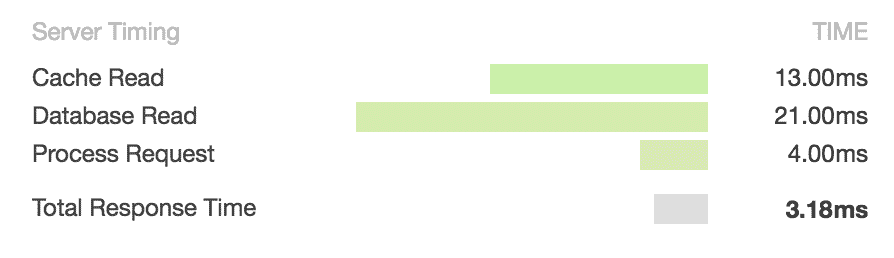 Server Timing TIME
Cache Read 13.00ms
Database Read 21.00ms
Process Request 4.00ms
Total Response Time 3.18ms